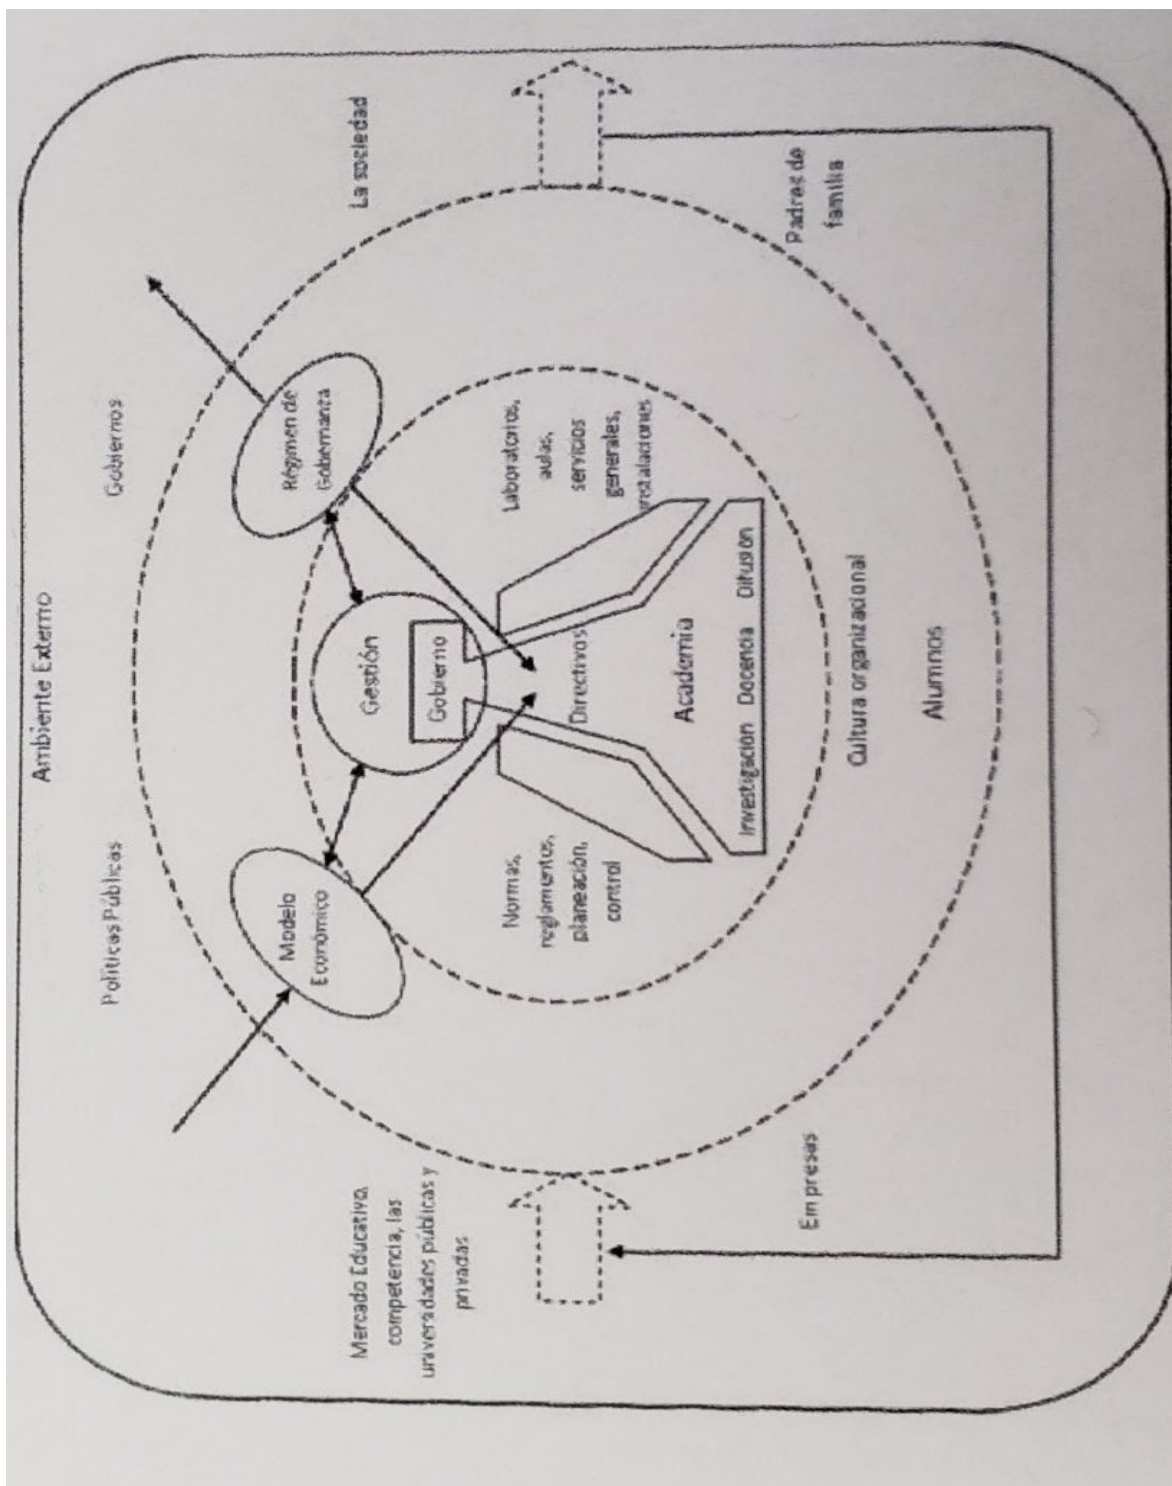 Ambiente Externo
Políticas Públicas
Gobiernos
Modelo
Económico
Régimen de
Gobernanza
La sociedad
Mercado Educativo,
competencia, las
universidades públicas y
privadas
Gestión
Gobierno
Normas,
reglamentos,
planeación,
control
Directivos
Laboratorios,
aulas,
servicios
generales,
instalaciones
Academia
Investigación Docencia Difusión
Cultura organizacional
Alumnos
Empresas
Padres de
familia